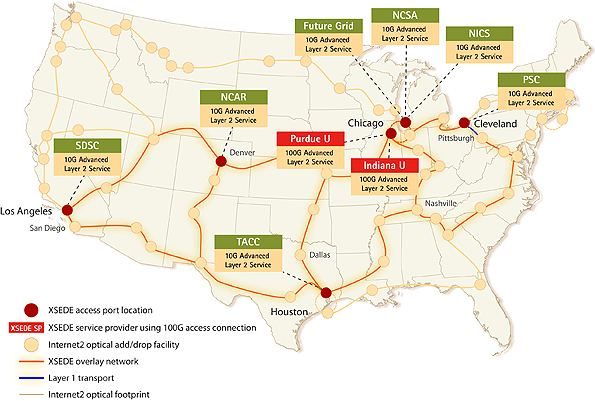 Future Grid
10G Advanced
Layer 2 Service
NCSA
10G Advanced
Layer 2 Service
NICS
10G Advanced
Layer 2 Service
PSC
10G Advanced
Layer 2 Service
NCAR
10G Advanced
Layer 2 Service
SDSC
10G Advanced
Layer 2 Service
Chicago
Cleveland
Pittsburgh
Purdue U
100G Advanced
Layer 2 Service
Indiana U
100G Advanced
Layer 2 Service
Denver
Los Angeles
San Diego
Nashville
TACC
10G Advanced
Layer 2 Service
Dallas
Houston
XSEDE access port location
XSEDE SP XSEDE service provider using 100G access connection
Internet2 optical add/drop facility
XSEDE overlay network
Layer 1 transport
Internet2 optical footprint